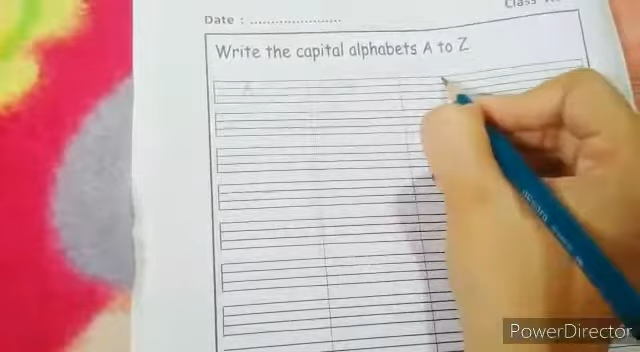 Class
Date : ......................
Write the capital alphabets A to Z
PowerDirector